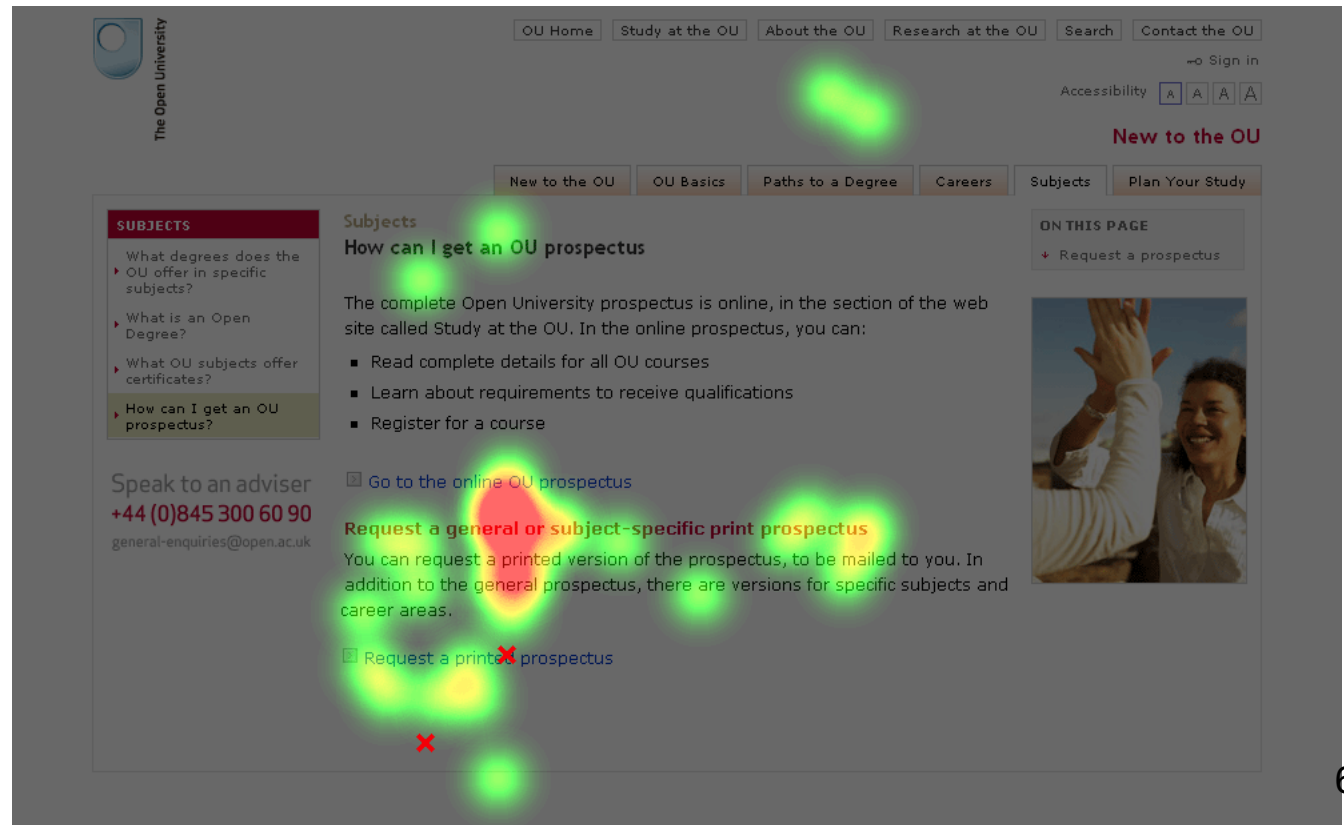 The Open University
OU Home Study at the OU About the OU Research at the OU Search Contact the OU
Sign in
Accessibility A A A A
New to the OU
New to the OU OU Basics Paths to a Degree Careers Subjects Plan Your Study
SUBJECTS
What degrees does the
OU offer in specific
subjects?
What is an Open
Degree?
What OU subjects offer
certificates?
How can I get an OU
prospectus?
Speak to an adviser
+44 (0)845 300 60 90
general-enquiries@open.ac.uk
Subjects
How can I get an OU prospectus
The complete Open University prospectus is online, in the section of the web
site called Study at the OU. In the online prospectus, you can:
▪ Read complete details for all OU courses
▪ Learn about requirements to receive qualifications
▪ Register for a course
Go to the online OU prospectus
Request a general or subject-specific print prospectus
You can request a printed version of the prospectus, to be mailed to you. In
addition to the general prospectus, there are versions for specific subjects and
career areas.
Request a printed prospectus
ON THIS PAGE
Request a prospectus